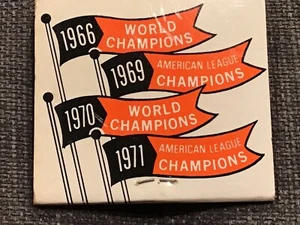 1966 WORLD
CHAMPIONS
1969 AMERICAN LEAGUE
CHAMPIONS
1970 WORLD
CHAMPIONS
1971 AMERICAN LEAGUE
CHAMPIONS